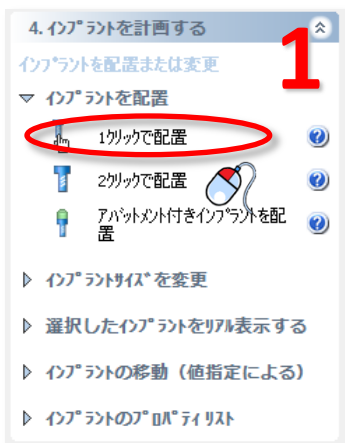 4. ｲﾝﾌﾟﾗﾝﾄを計画する
1
ｲﾝﾌﾟﾗﾝﾄを配置または変更
ｲﾝﾌﾟﾗﾝﾄを配置
1ｸﾘｯｸで配置
2ｸﾘｯｸで配置
ｱﾊﾞｯﾄﾒﾝﾄ付きｲﾝﾌﾟﾗﾝﾄを配
置
ｲﾝﾌﾟﾗﾝﾄｻｲｽﾞを変更
選択したｲﾝﾌﾟﾗﾝﾄをﾘｱﾙ表示する
ｲﾝﾌﾟﾗﾝﾄの移動（値指定による）
ｲﾝﾌﾟﾗﾝﾄのﾌﾟﾛﾊﾟﾃｨ ﾘｽﾄ